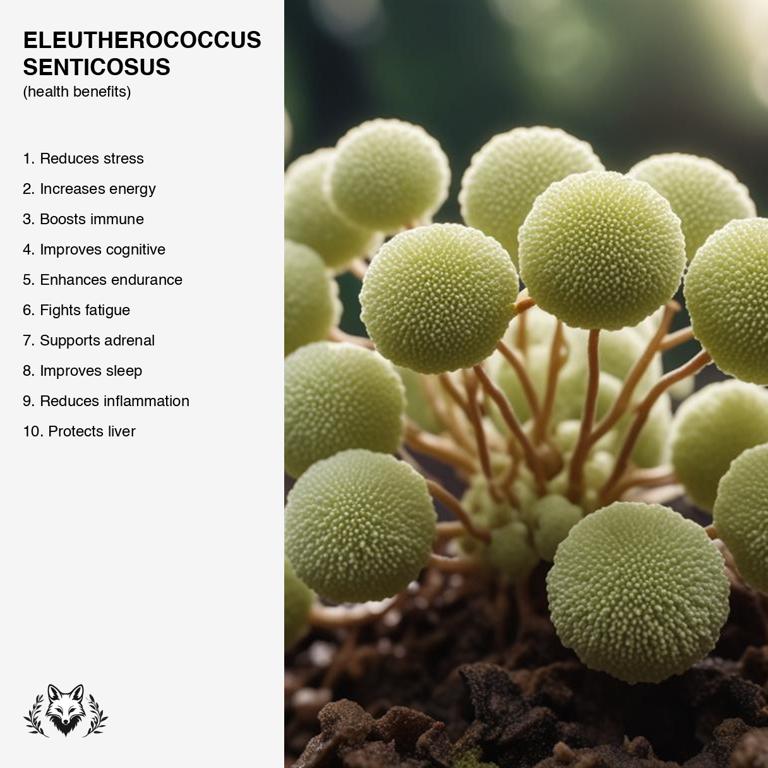 ELEUTHEROCOCCUS
SENTICOSUS
(health benefits)
1. Reduces stress
2. Increases energy
3. Boosts immune
4. Improves cognitive
5. Enhances endurance
6. Fights fatigue
7. Supports adrenal
8. Improves sleep
9. Reduces inflammation
10. Protects liver